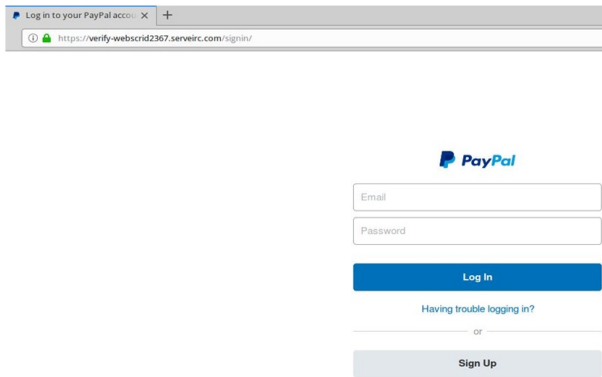 Log in to your PayPal accou
https://verify-webscrid2367.serveirc.com/signin/
PayPal
Email
Password
Log In
Having trouble logging in?
or
Sign Up